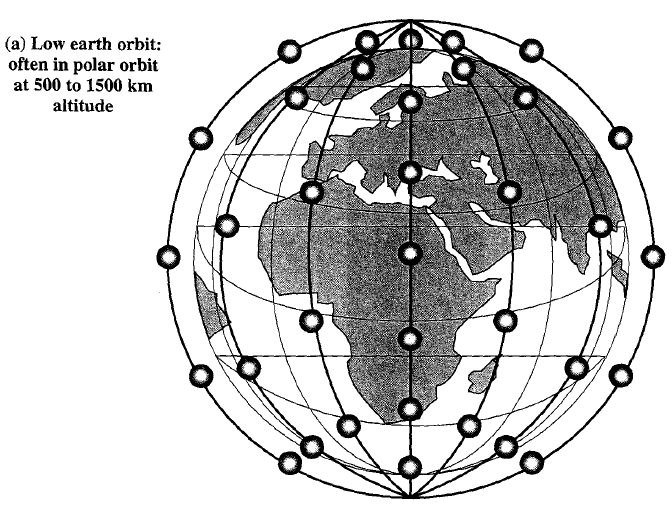 (a) Low earth orbit:
often in polar orbit
at 500 to 1500 km
altitude